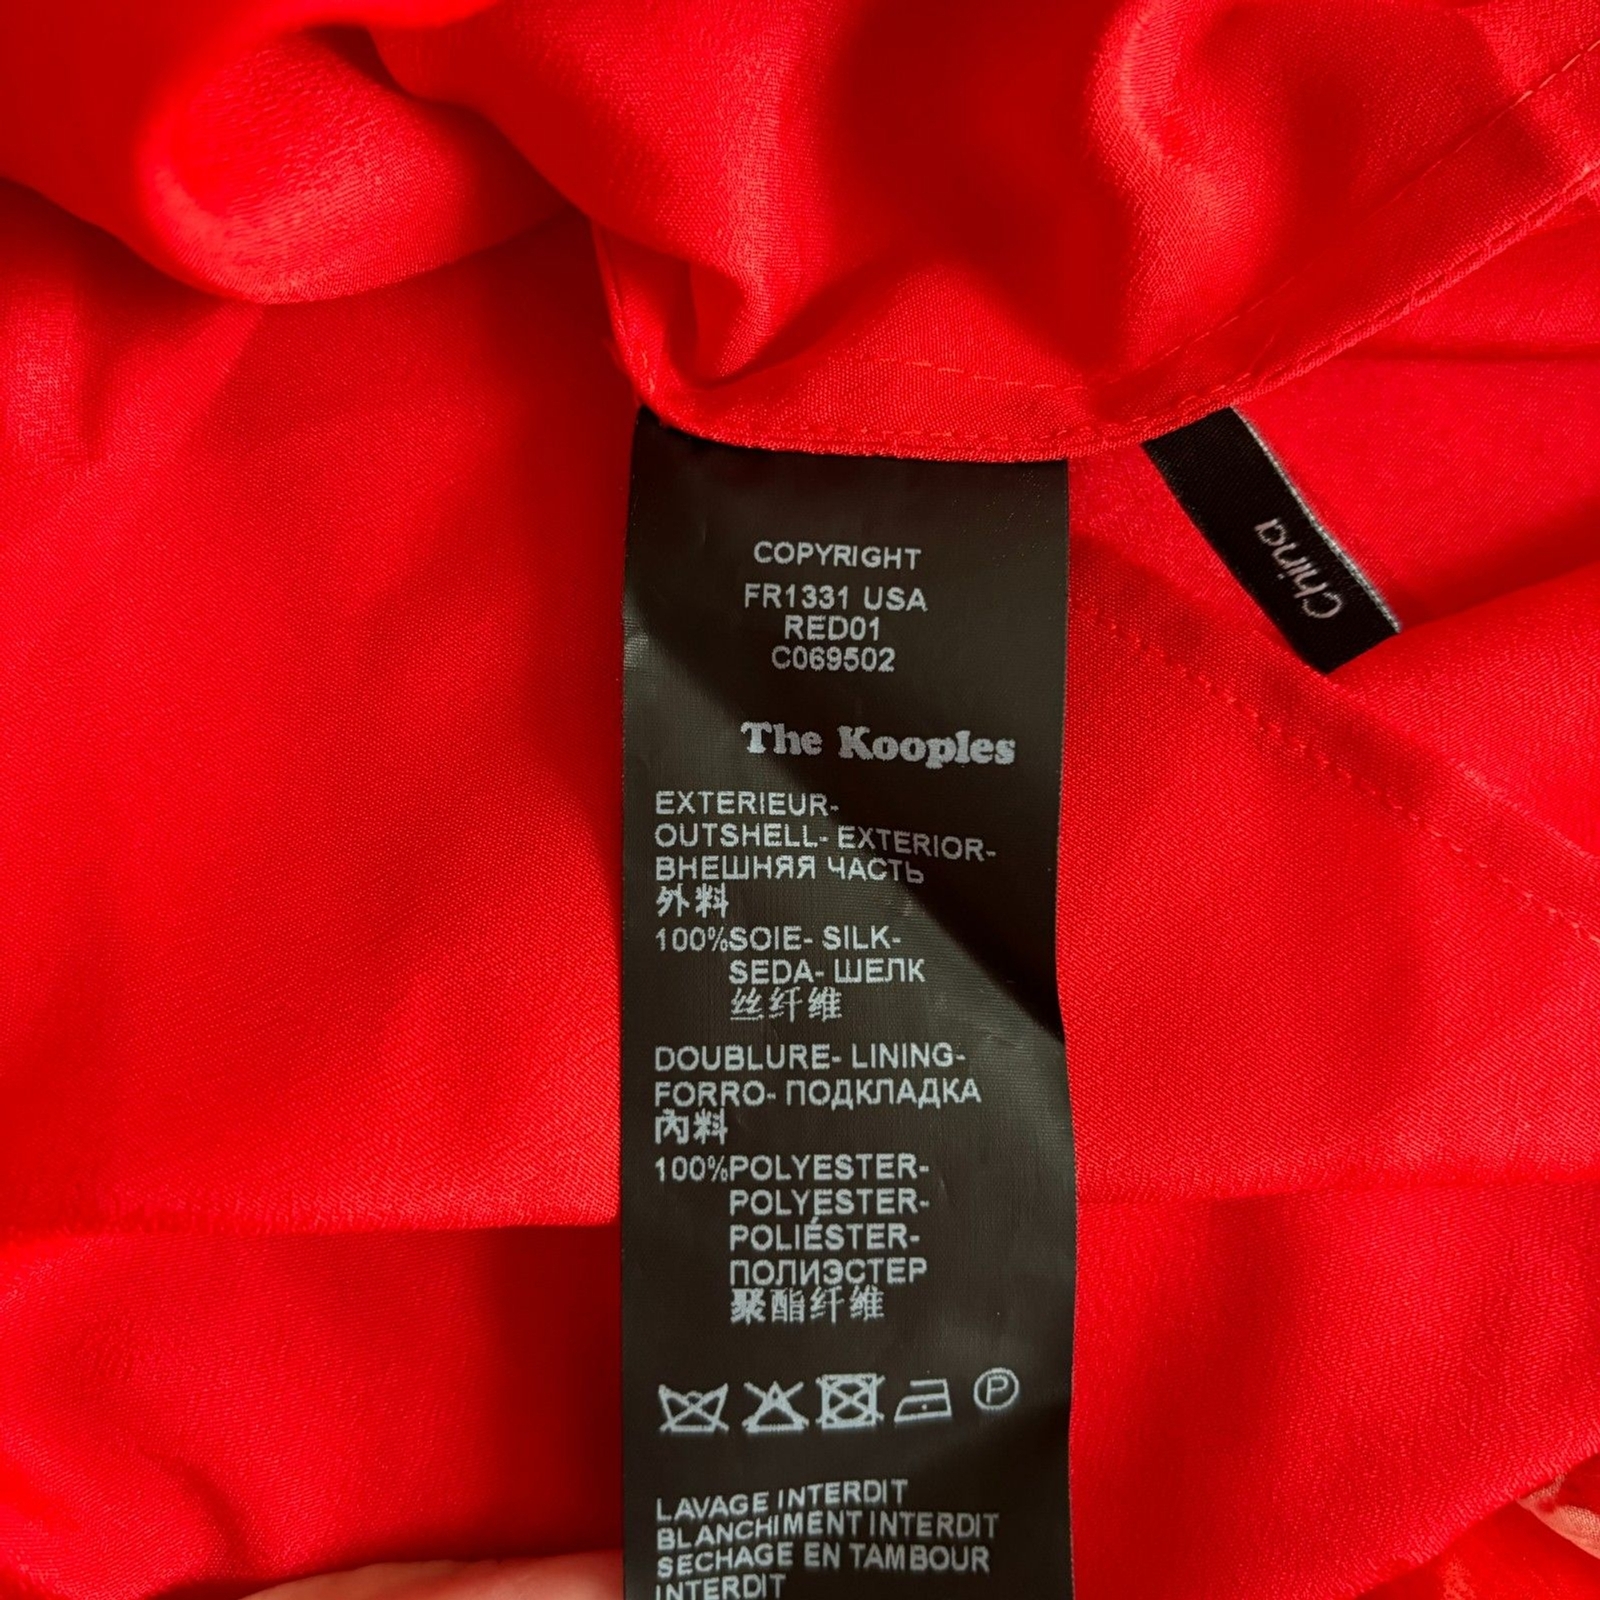 COPYRIGHT
FR1331 USA
RED01
C069502
The Kooples
EXTERIEUR-
OUTSHELL- EXTERIOR-
ВНЕШНЯЯ ЧАСТЬ
外料
100%SOIE- SILK-
SEDA- ШЕЛК
丝纤维
DOUBLURE- LINING-
FORRO- ПОДКЛАДКА
內料
100%POLYESTER-
POLYESTER-
POLIÉSTER-
ПОЛИЭСТЕР
聚酯纤维
P
LAVAGE INTERDIT
BLANCHIMENT INTERDIT
SECHAGE EN TAMBOUR
INTERDIT
China